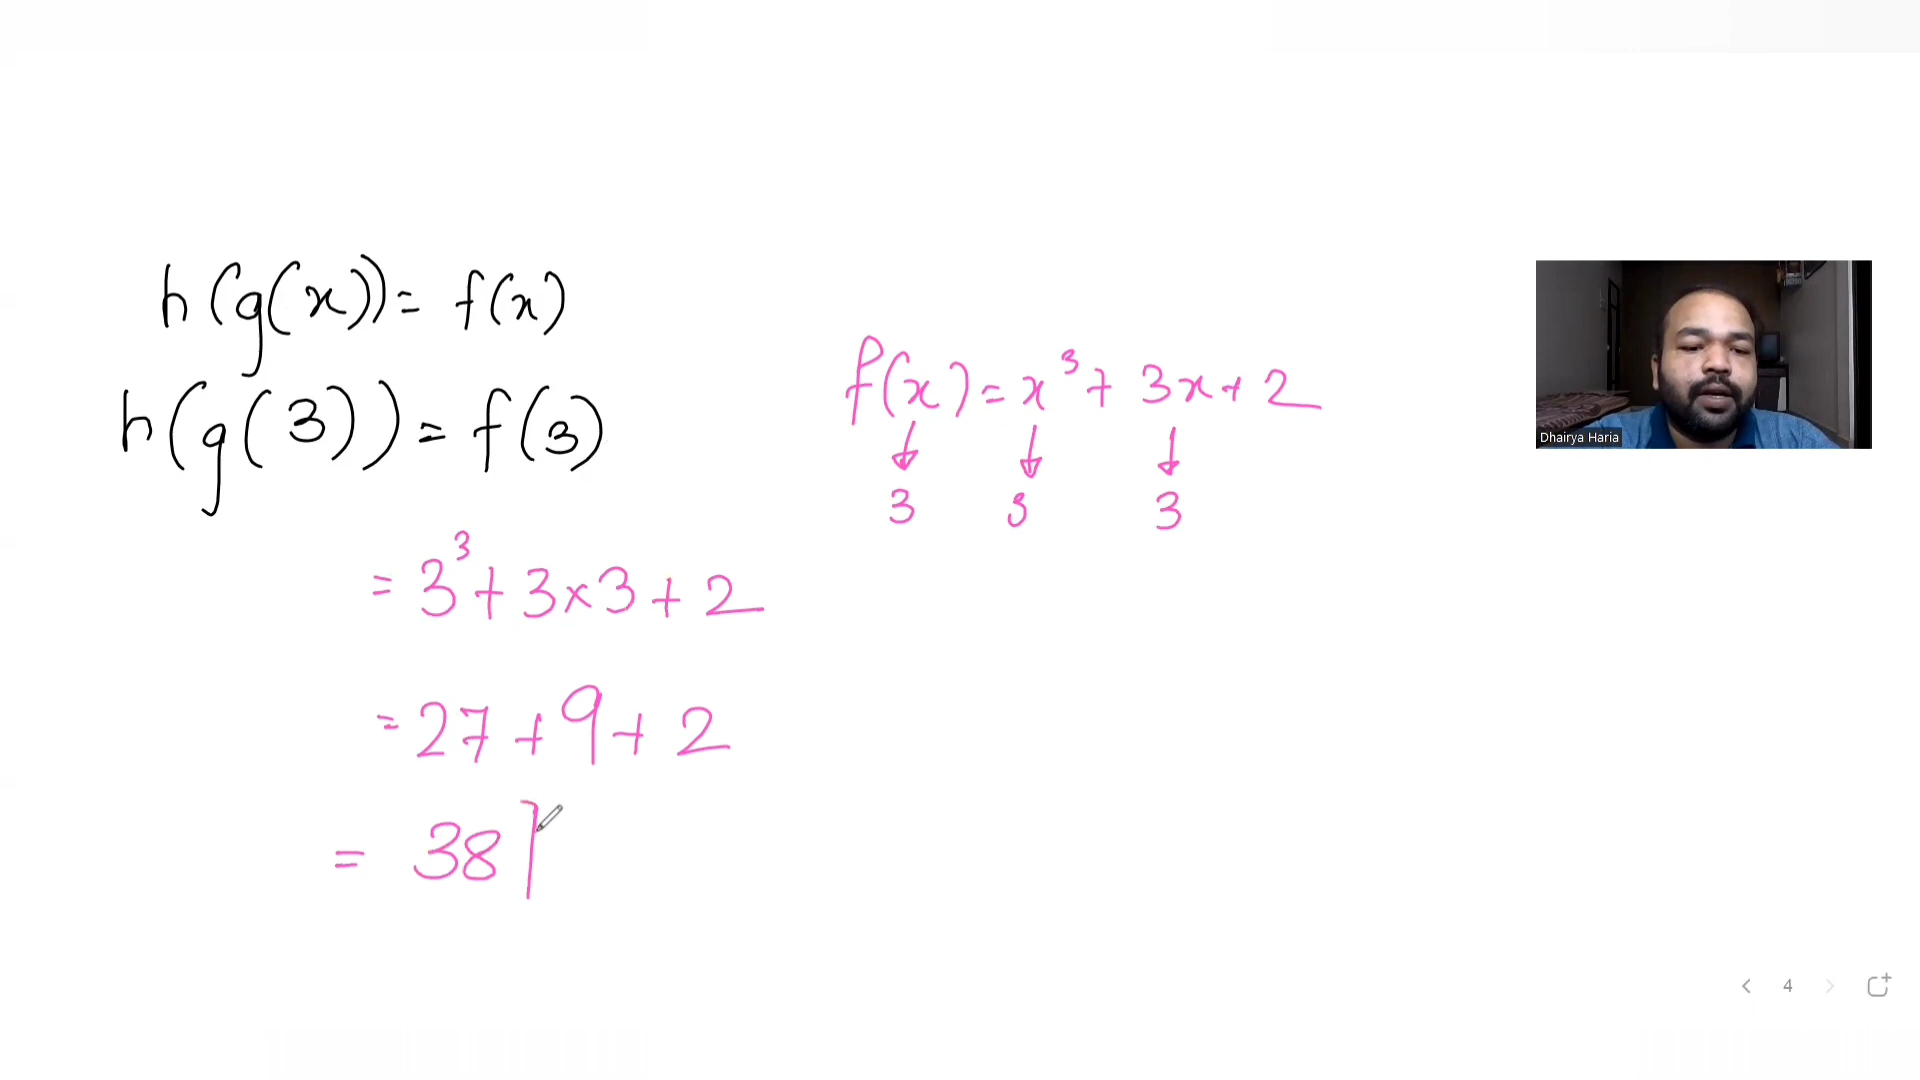 h(g(x)) = f(x)
h(g(3)) = f(3)
= 3³ + 3×3 + 2
= 27 + 9 + 2
= 38
f(x) = x³ + 3x + 2
↓ ↓ ↓
3 3 3
Dhairya Haria
< 4 >